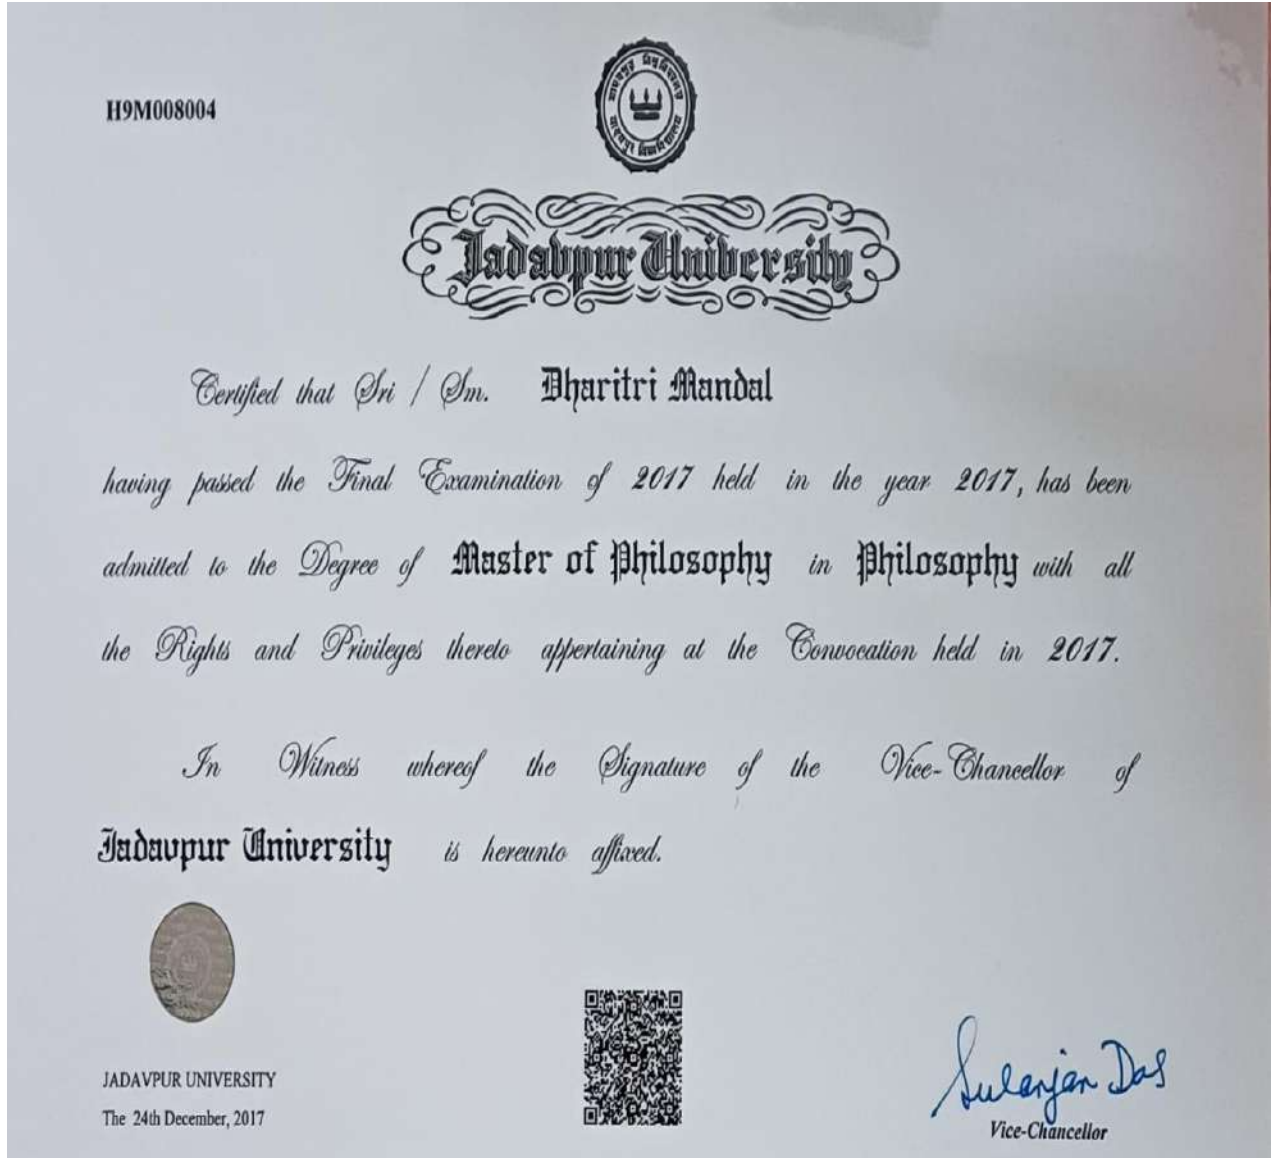 H9M008004
যাদবপুর বিশ্ববিদ্যালয়
Jadavpur University
Certified that Sri / Sm. Dharitri Mandal
having passed the Final Examination of 2017 held in the year 2017, has been
admitted to the Degree of Master of Philosophy in Philosophy with all
the Rights and Privileges thereto appertaining at the Convocation held in 2017.
In Witness whereof the Signature of the Vice-Chancellor of
Jadavpur University is hereunto affixed.
JADAVPUR UNIVERSITY
The 24th December, 2017
Suranjan Das
Vice-Chancellor